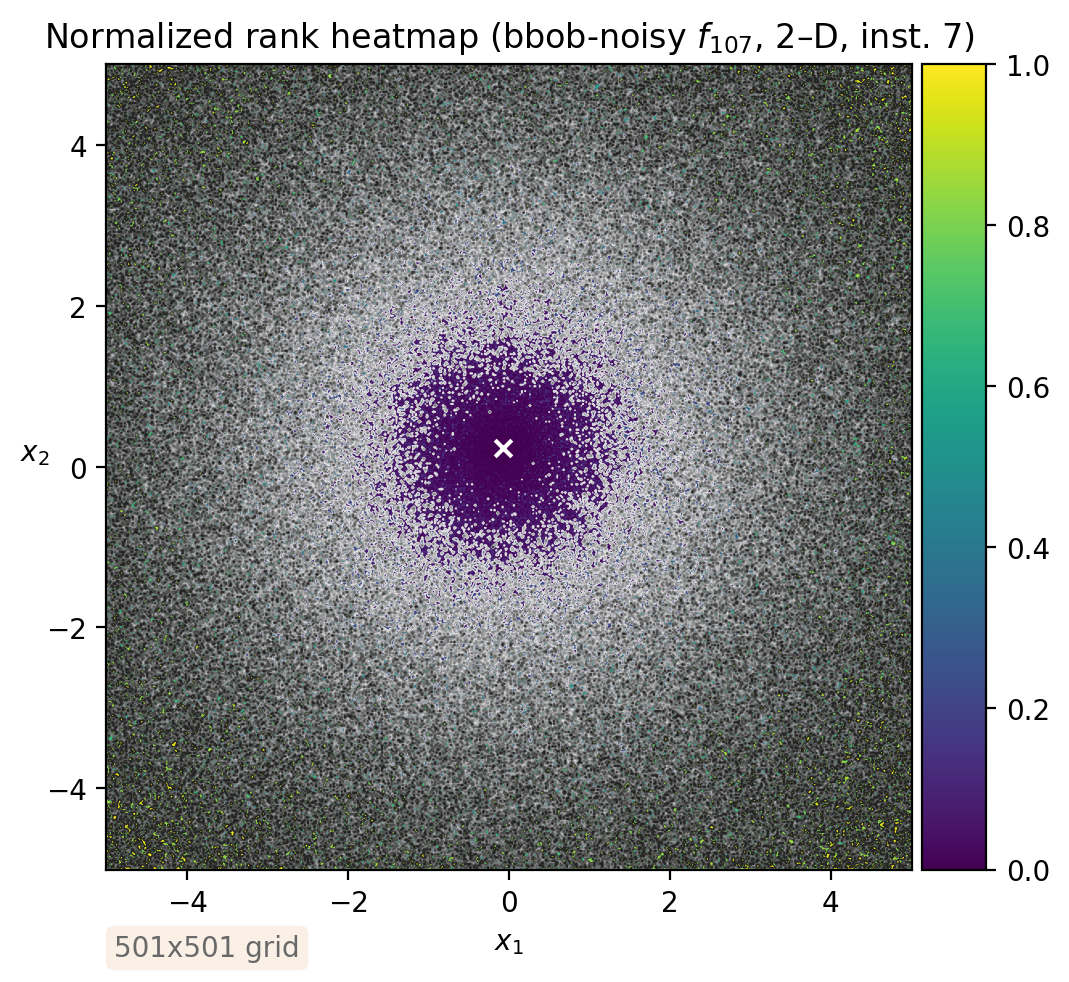 Normalized rank heatmap (bbob-noisy f₁₀₇, 2–D, inst. 7)
1.0
0.8
0.6
0.4
0.2
0.0
4
2
0
−2
−4
x₂
−4 −2 0 2 4
x₁
501x501 grid